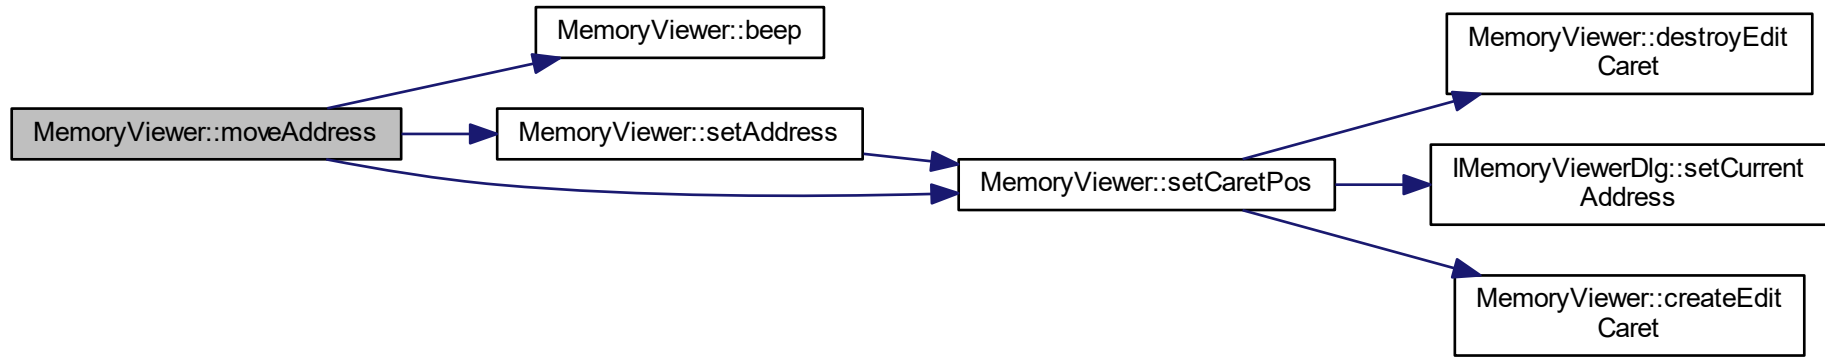 MemoryViewer::moveAddress
MemoryViewer::beep
MemoryViewer::setAddress
MemoryViewer::setCaretPos
MemoryViewer::destroyEdit
Caret
IMemoryViewerDlg::setCurrent
Address
MemoryViewer::createEdit
Caret